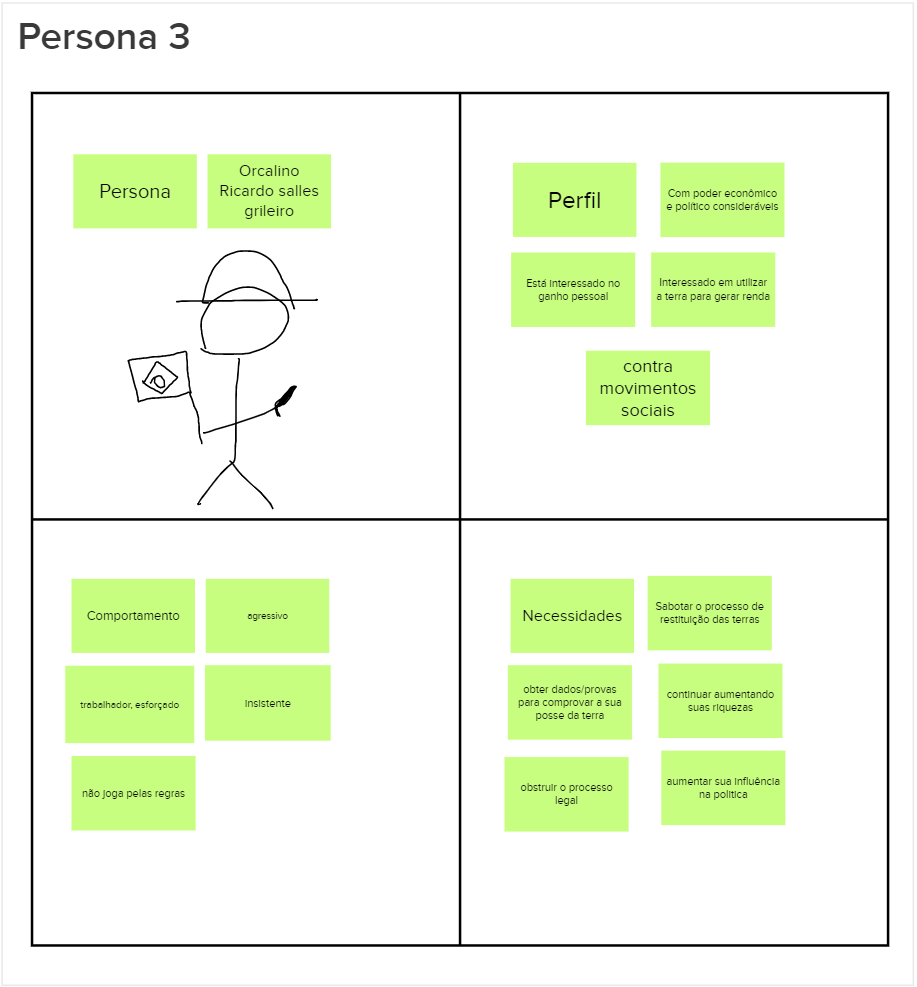 Persona 3
Persona
Orcalino
Ricardo salles
grileiro
Perfil
Com poder econômico
e político consideráveis
Está interessado no
ganho pessoal
Interessado em utilizar
a terra para gerar renda
contra
movimentos
sociais
Comportamento
agressivo
trabalhador, esforçado
insistente
não joga pelas regras
Necessidades
Sabotar o processo de
restituição das terras
obter dados/provas
para comprovar a sua
posse da terra
continuar aumentando
suas riquezas
obstruir o processo
legal
aumentar sua influência
na politica